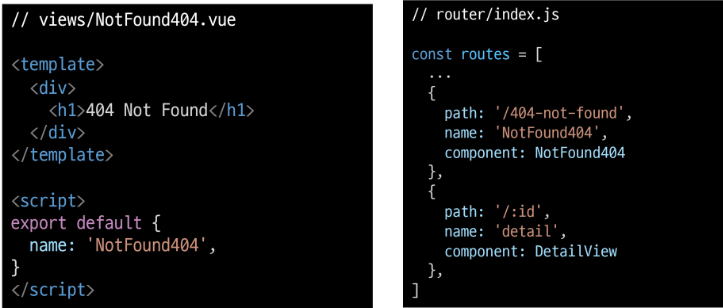 // views/NotFound404.vue
<template>
  <div>
    <h1>404 Not Found</h1>
  </div>
</template>
<script>
export default {
  name: 'NotFound404',
}
</script>
// router/index.js
const routes = [
  ...
  {
    path: '/404-not-found',
    name: 'NotFound404',
    component: NotFound404
  },
  {
    path: '/:id',
    name: 'detail',
    component: DetailView
  },
]